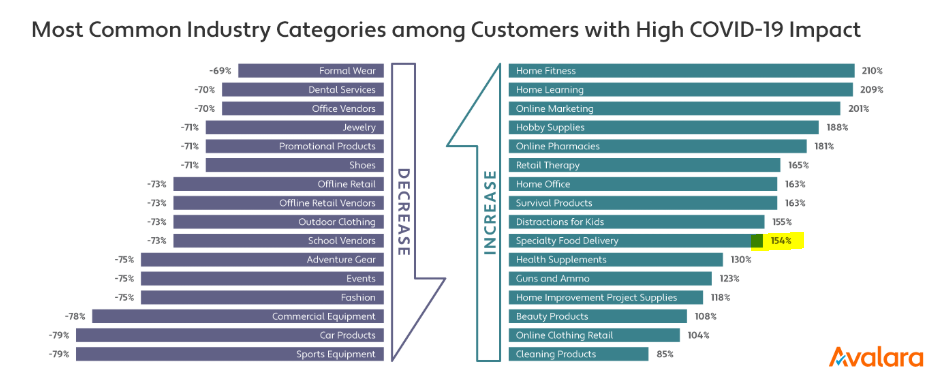 Most Common Industry Categories among Customers with High COVID-19 Impact
-69% Formal Wear
-70% Dental Services
-70% Office Vendors
-71% Jewelry
-71% Promotional Products
-71% Shoes
-73% Offline Retail
-73% Offline Retail Vendors
-73% Outdoor Clothing
-73% School Vendors
-75% Adventure Gear
-75% Events
-75% Fashion
-78% Commercial Equipment
-79% Car Products
-79% Sports Equipment
DECREASE
INCREASE
Home Fitness 210%
Home Learning 209%
Online Marketing 201%
Hobby Supplies 188%
Online Pharmacies 181%
Retail Therapy 165%
Home Office 163%
Survival Products 163%
Distractions for Kids 155%
Specialty Food Delivery 154%
Health Supplements 130%
Guns and Ammo 123%
Home Improvement Project Supplies 118%
Beauty Products 108%
Online Clothing Retail 104%
Cleaning Products 85%
Avalara